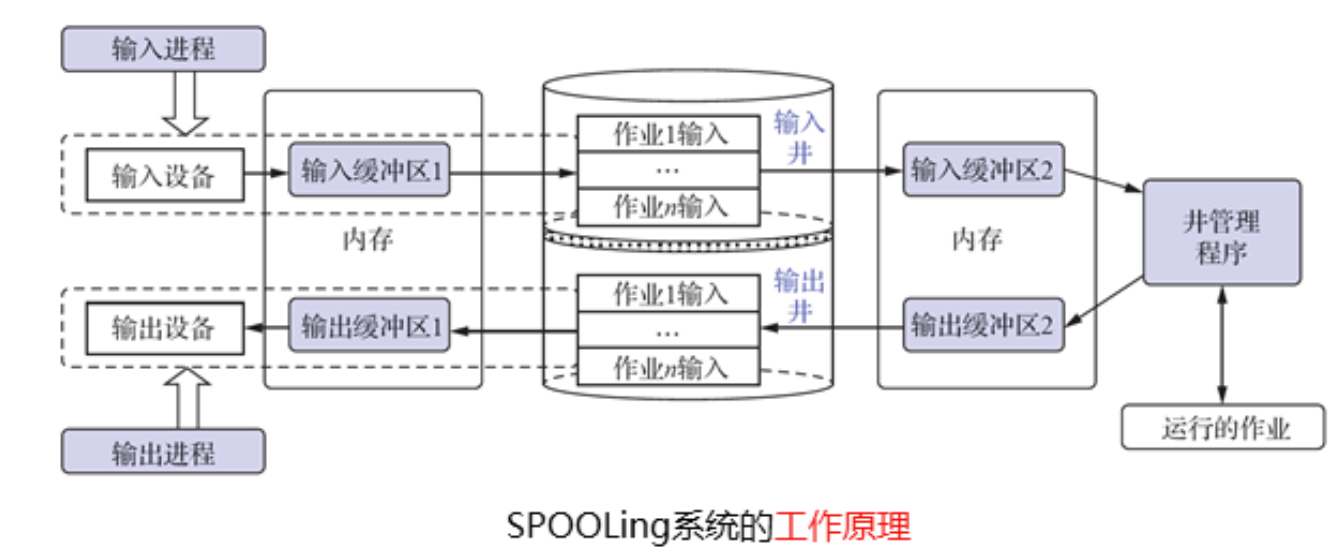 输入进程
输入设备
输入缓冲区1
内存
作业1输入
…
作业n输入
输入
井
输入缓冲区2
内存
井管理
程序
输出设备
输出缓冲区1
作业1输入
…
作业n输入
输出
井
输出缓冲区2
运行的作业
输出进程
SPOOLing系统的工作原理